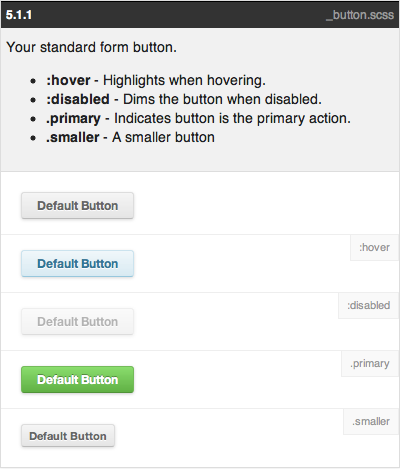 5.1.1 _button.scss
Your standard form button.
• :hover - Highlights when hovering.
• :disabled - Dims the button when disabled.
• .primary - Indicates button is the primary action.
• .smaller - A smaller button
Default Button
:hover
Default Button
:disabled
Default Button
.primary
Default Button
.smaller
Default Button